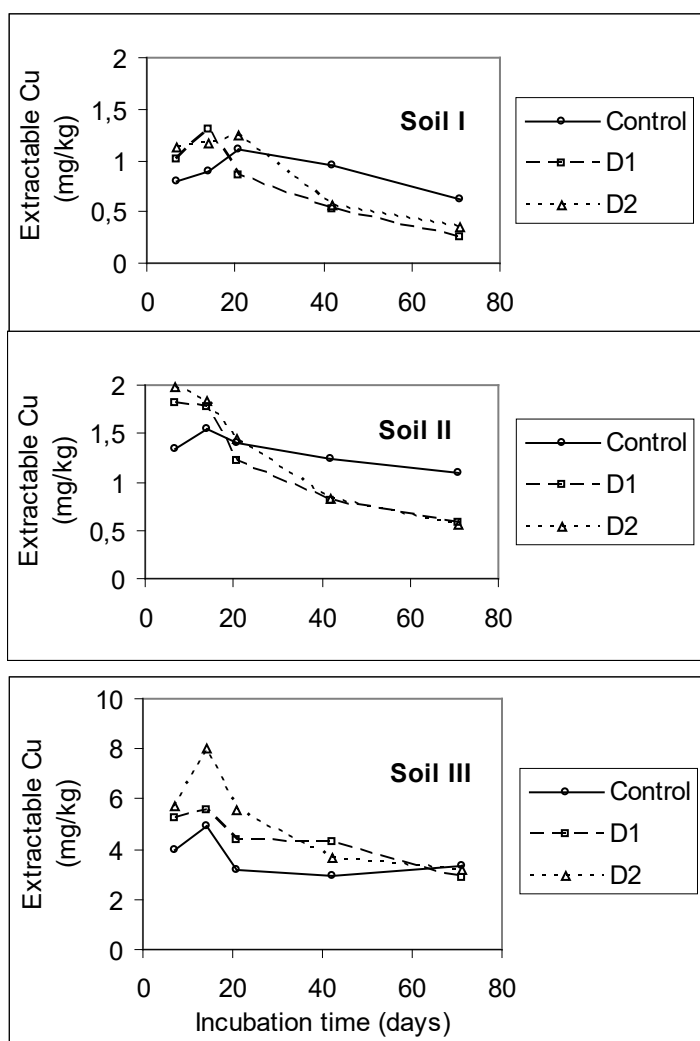 Extractable Cu
(mg/kg)
2
1,5
1
0,5
0
0 20 40 60 80
Soil I
Control
D1
D2
Extractable Cu
(mg/kg)
2
1,5
1
0,5
0
0 20 40 60 80
Soil II
Control
D1
D2
Extractable Cu
(mg/kg)
10
8
6
4
2
0
0 20 40 60 80
Incubation time (days)
Soil III
Control
D1
D2